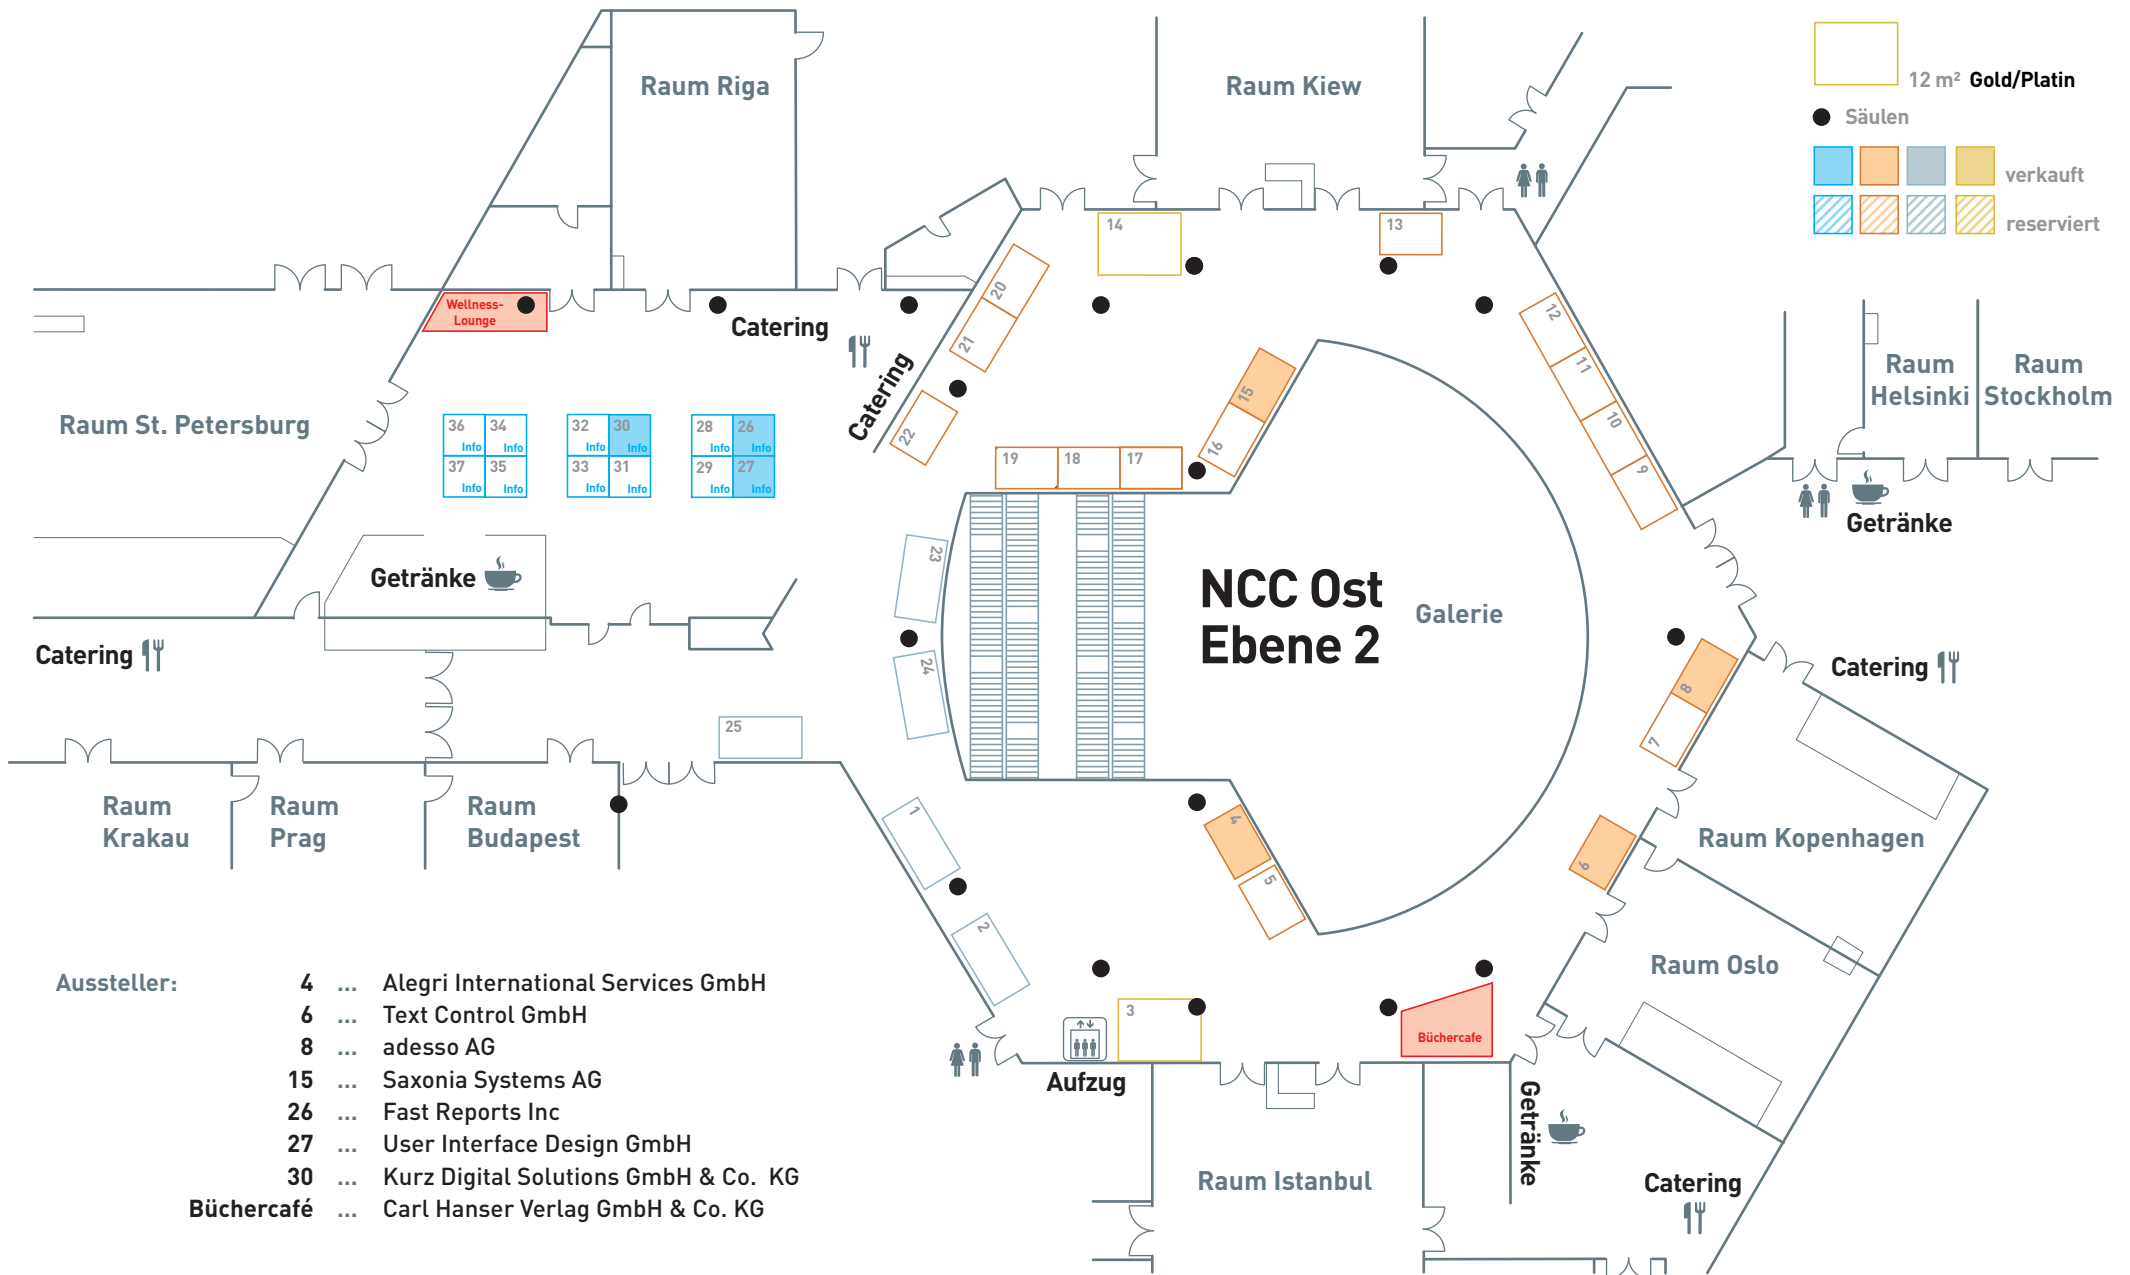 Raum Riga
Raum Kiew
12 m² Gold/Platin
Säulen
verkauft
reserviert
14
13
Wellness-
Lounge
Catering
Catering
20
21
22
12
11
10
9
15
16
19
18
17
Raum
Helsinki
Raum
Stockholm
Raum St. Petersburg
36 Info
34 Info
32 Info
30 Info
28 Info
26 Info
37 Info
35 Info
33 Info
31 Info
29 Info
27 Info
Getränke
Getränke
23
24
NCC Ost
Ebene 2
Galerie
Catering
Catering
8
7
25
Raum
Krakau
Raum
Prag
Raum
Budapest
1
2
4
5
6
Raum Kopenhagen
Raum Oslo
3
Büchercafe
Aufzug
Getränke
Raum Istanbul
Catering
Aussteller:
4 ... Alegri International Services GmbH
6 ... Text Control GmbH
8 ... adesso AG
15 ... Saxonia Systems AG
26 ... Fast Reports Inc
27 ... User Interface Design GmbH
30 ... Kurz Digital Solutions GmbH & Co. KG
Büchercafé ... Carl Hanser Verlag GmbH & Co. KG